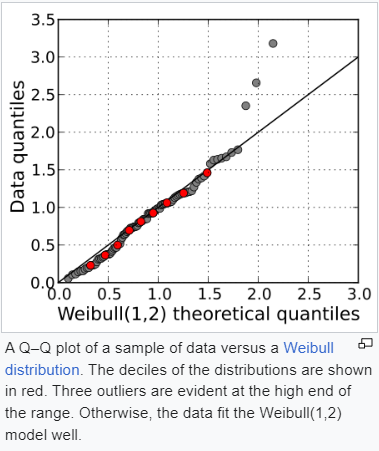 3.5
3.0
2.5
2.0
1.5
1.0
0.5
0.0
Data quantiles
0.0 0.5 1.0 1.5 2.0 2.5 3.0
Weibull(1,2) theoretical quantiles
A Q–Q plot of a sample of data versus a Weibull
distribution. The deciles of the distributions are shown
in red. Three outliers are evident at the high end of
the range. Otherwise, the data fit the Weibull(1,2)
model well.